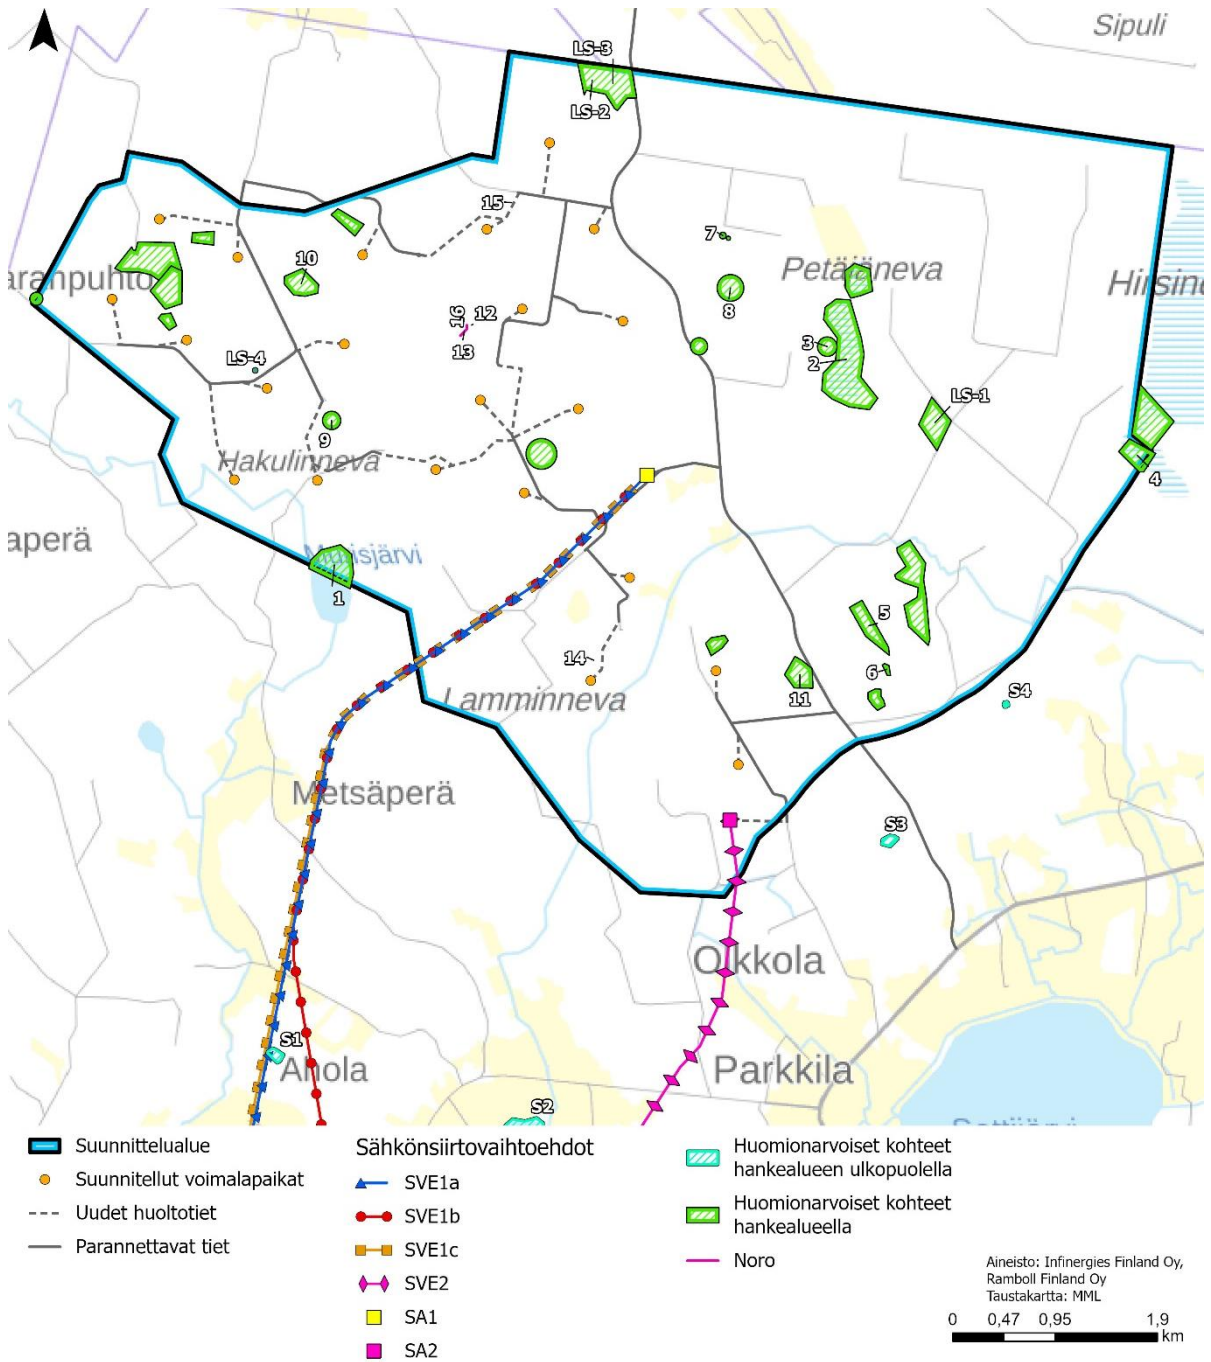 Sipuli
LS-3
LS-2
15
7
10
Petäjäneva
aranpuhto
8
16
12
13
3
2
LS-4
LS-1
9
Hakulinneva
4
aperä
1
5
14
6
11
Lamminneva
S4
Metsäperä
S3
Olkkola
S1
Ahola
Parkkila
S2
Suunnittelualue
Suunnitellut voimalapaikat
Uudet huoltotiet
Parannettavat tiet
Sähkönsiirtovaihtoehdot
SVE1a
SVE1b
SVE1c
SVE2
SA1
SA2
Huomionarvoiset kohteet
hankealueen ulkopuolella
Huomionarvoiset kohteet
hankealueella
Noro
Aineisto: Infinergies Finland Oy,
Ramboll Finland Oy
Taustakartta: MML
0 0,47 0,95 1,9
km